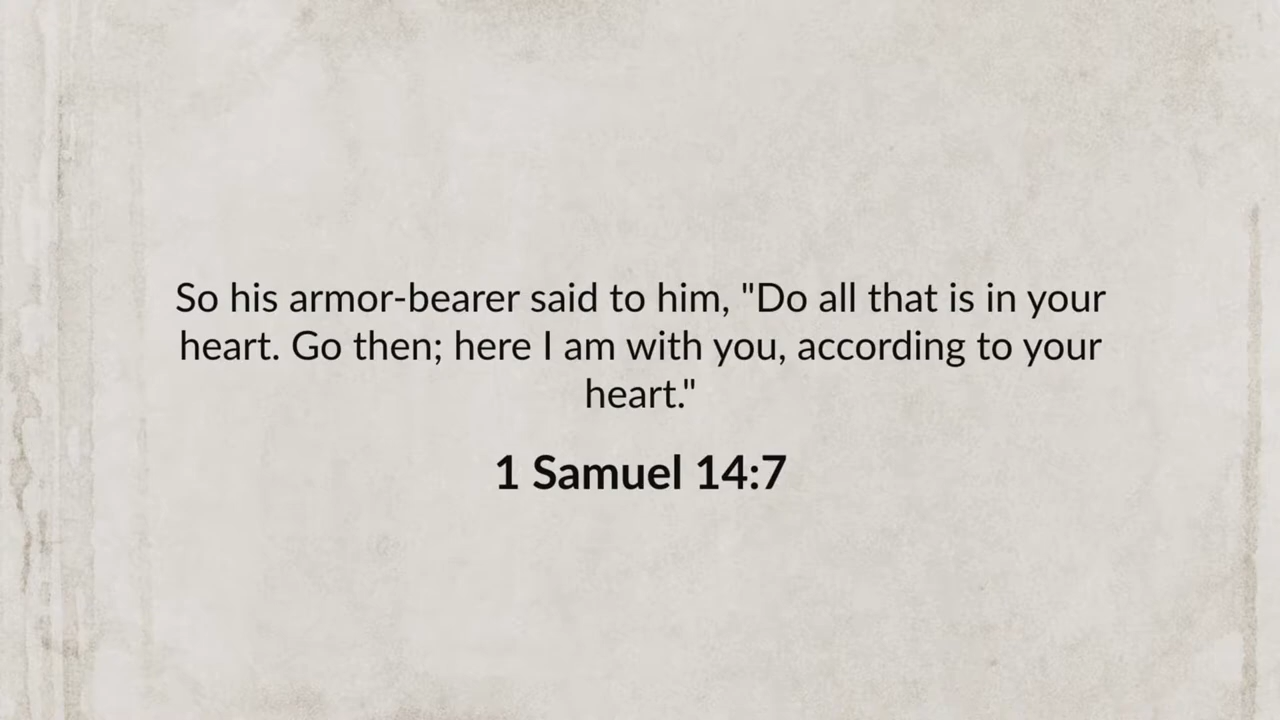 So his armor-bearer said to him, "Do all that is in your
heart. Go then; here I am with you, according to your
heart."
1 Samuel 14:7